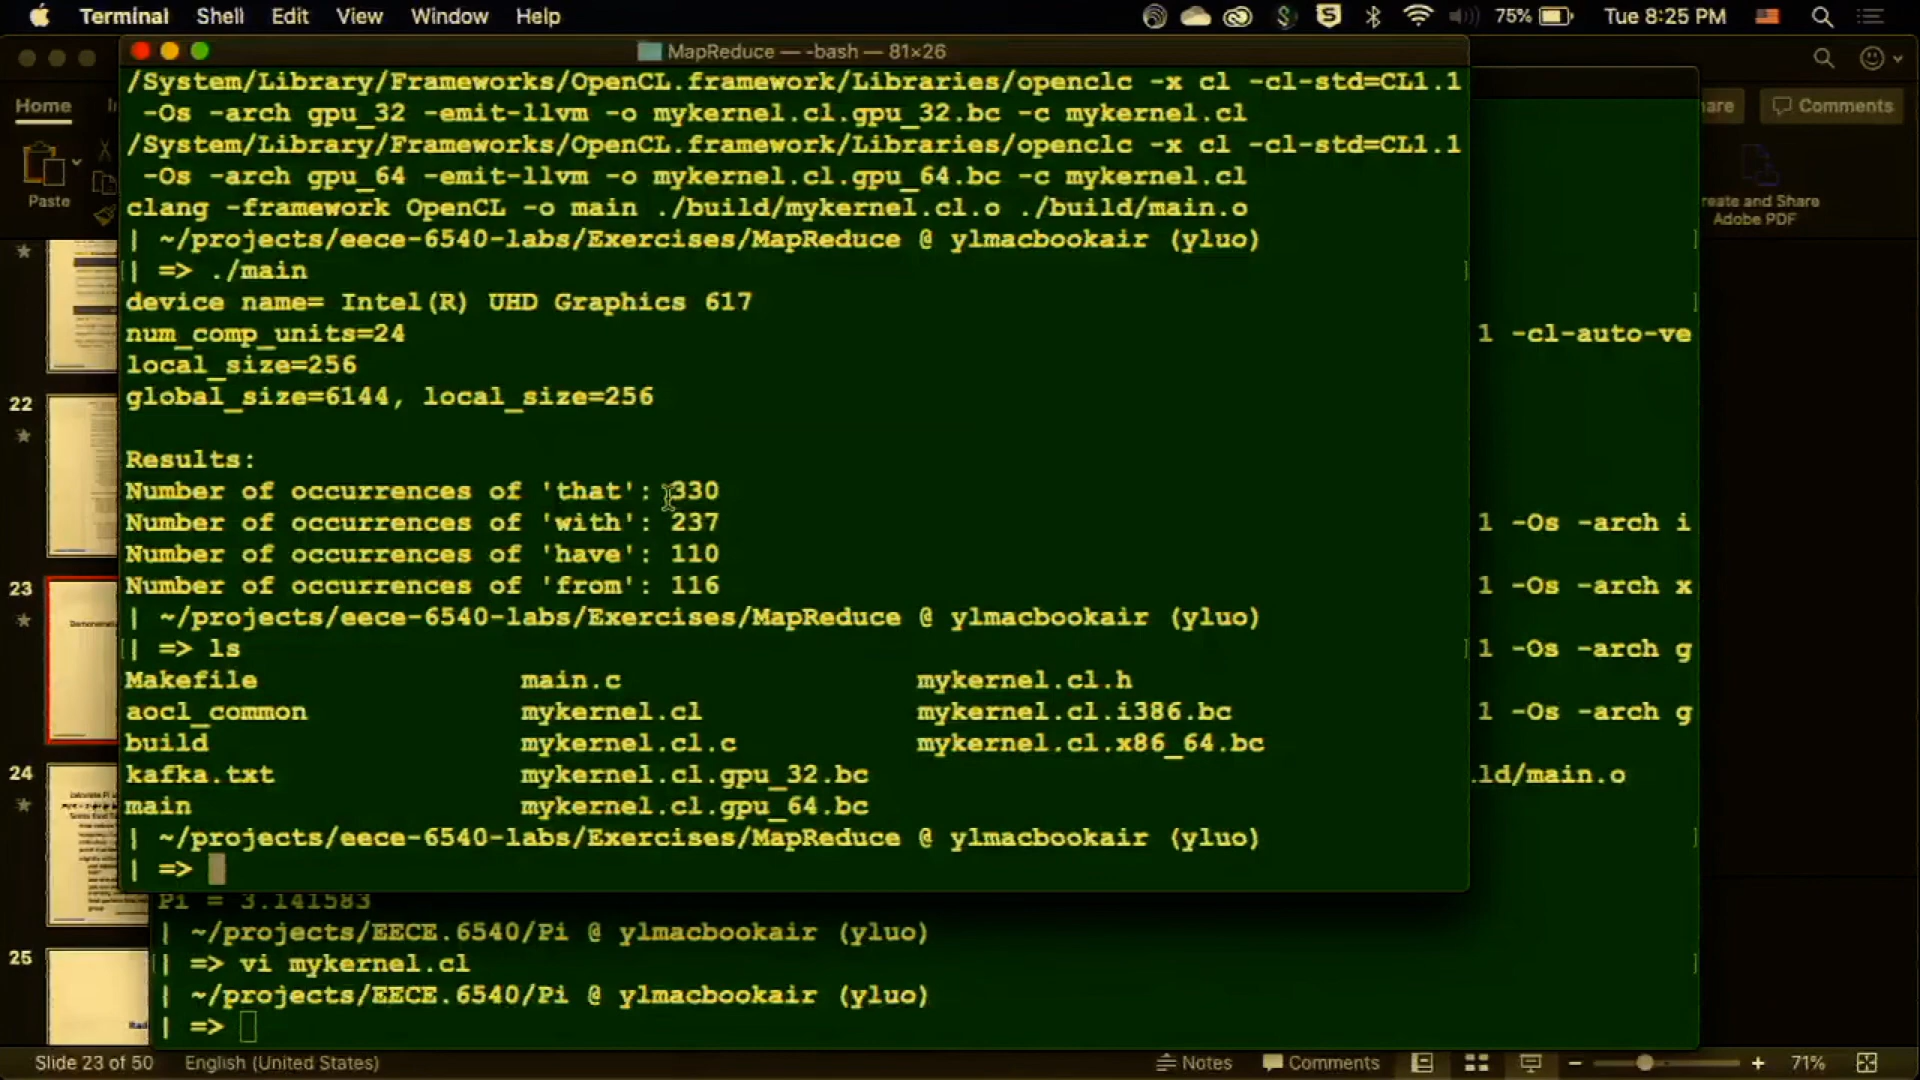 Terminal Shell Edit View Window Help 75% Tue 8:25 PM
MapReduce — -bash — 81×26
Home
Comments
Paste
Adobe PDF
/System/Library/Frameworks/OpenCL.framework/Libraries/openclc -x cl -cl-std=CL1.1
-Os -arch gpu_32 -emit-llvm -o mykernel.cl.gpu_32.bc -c mykernel.cl
/System/Library/Frameworks/OpenCL.framework/Libraries/openclc -x cl -cl-std=CL1.1
-Os -arch gpu_64 -emit-llvm -o mykernel.cl.gpu_64.bc -c mykernel.cl
clang -framework OpenCL -o main ./build/mykernel.cl.o ./build/main.o
| ~/projects/eece-6540-labs/Exercises/MapReduce @ ylmacbookair (yluo)
| => ./main
device name= Intel(R) UHD Graphics 617
num_comp_units=24
local_size=256
global_size=6144, local_size=256
Results:
Number of occurrences of 'that': 330
Number of occurrences of 'with': 237
Number of occurrences of 'have': 110
Number of occurrences of 'from': 116
| ~/projects/eece-6540-labs/Exercises/MapReduce @ ylmacbookair (yluo)
| => ls
Makefile main.c mykernel.cl.h
aocl_common mykernel.cl mykernel.cl.i386.bc
build mykernel.cl.c mykernel.cl.x86_64.bc
kafka.txt mykernel.cl.gpu_32.bc
main mykernel.cl.gpu_64.bc
| ~/projects/eece-6540-labs/Exercises/MapReduce @ ylmacbookair (yluo)
| =>
1 -cl-auto-ve
1 -Os -arch i
1 -Os -arch x
1 -Os -arch g
1 -Os -arch g
ld/main.o
Pi = 3.141583
| ~/projects/EECE.6540/Pi @ ylmacbookair (yluo)
| => vi mykernel.cl
| ~/projects/EECE.6540/Pi @ ylmacbookair (yluo)
| =>
22
23
24
25
Slide 23 of 50 English (United States) Notes Comments 71%